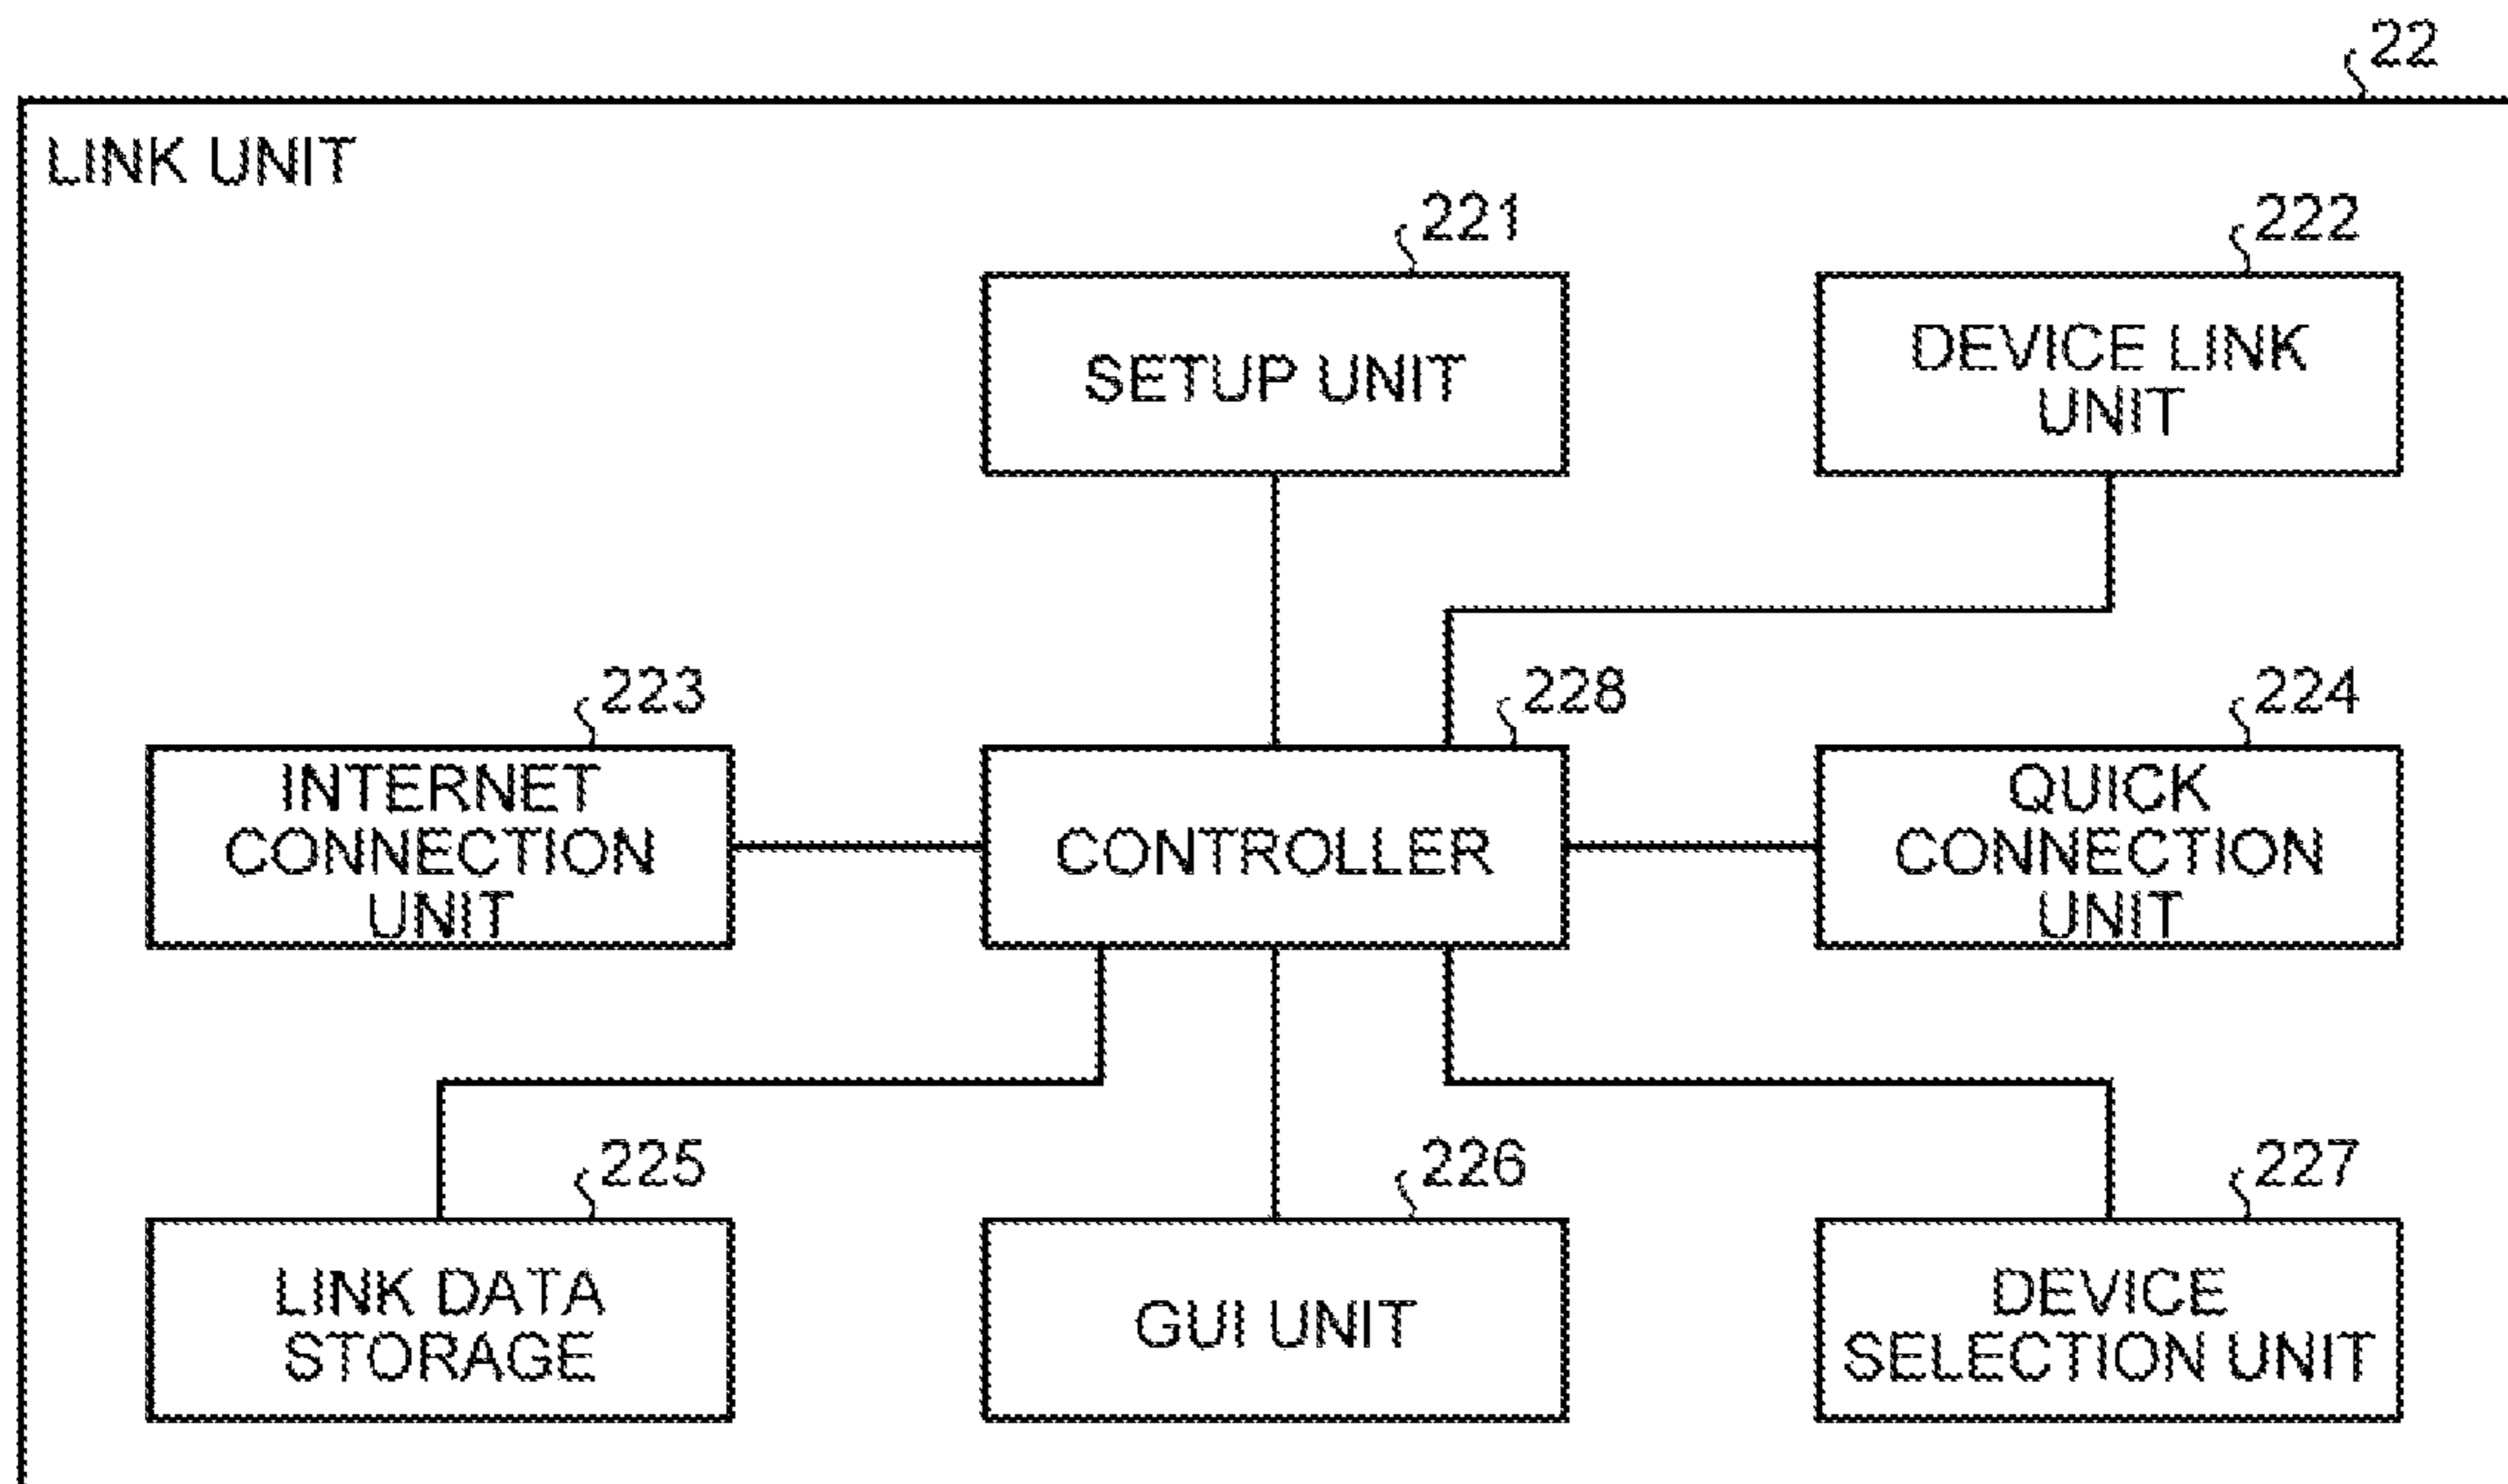 22
LINK UNIT
221
222
SETUP UNIT
DEVICE LINK
UNIT
223
228
224
INTERNET
CONNECTION
UNIT
CONTROLLER
QUICK
CONNECTION
UNIT
225
226
227
LINK DATA
STORAGE
GUI UNIT
DEVICE
SELECTION UNIT